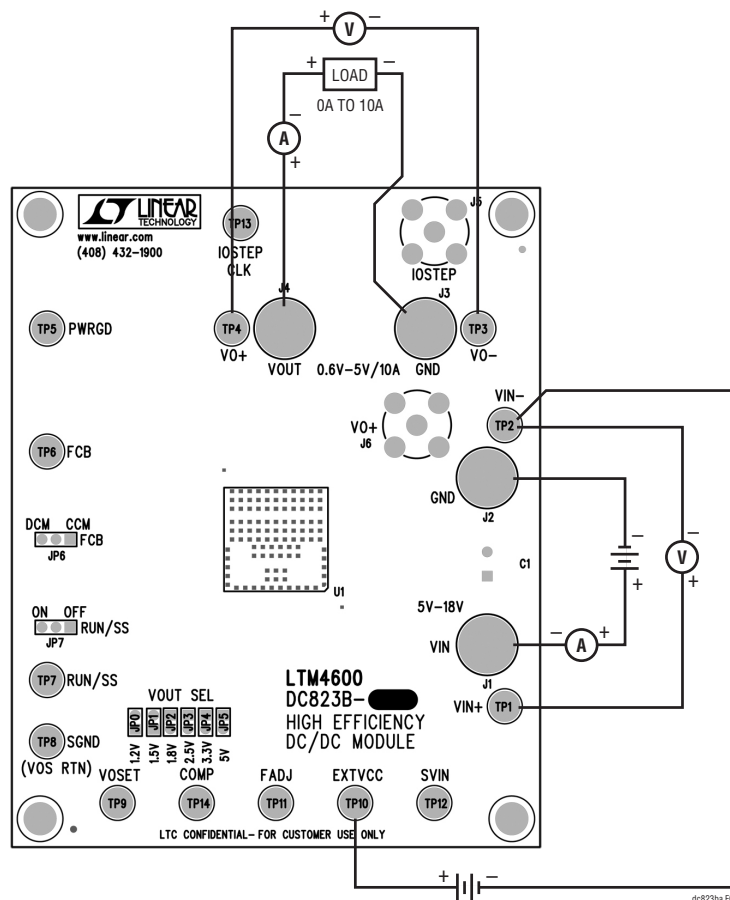 + V −
+ LOAD −
0A TO 10A
−
A
+
LINEAR
TECHNOLOGY
www.linear.com
(408) 432-1900
TP13
IOSTEP
CLK
J5
IOSTEP
J4
J3
TP5 PWRGD
TP4
VO+
VOUT
0.6V-5V/10A
GND
TP3
VO-
VIN-
TP2
VO+
J6
TP6 FCB
GND
J2
DCM CCM
FCB
JP6
U1
C1
−
+
−
V
+
ON OFF
RUN/SS
JP7
5V-18V
VIN
− A +
J1
TP7 RUN/SS
LTM4600
DC823B-
HIGH EFFICIENCY
DC/DC MODULE
VIN+ TP1
VOUT SEL
JP0 JP1 JP2 JP3 JP4 JP5
1.2V 1.5V 1.8V 2.5V 3.3V 5V
TP8 SGND
(VOS RTN)
VOSET COMP FADJ EXTVCC SVIN
TP9 TP14 TP11 TP10 TP12
LTC CONFIDENTIAL-FOR CUSTOMER USE ONLY
+ −